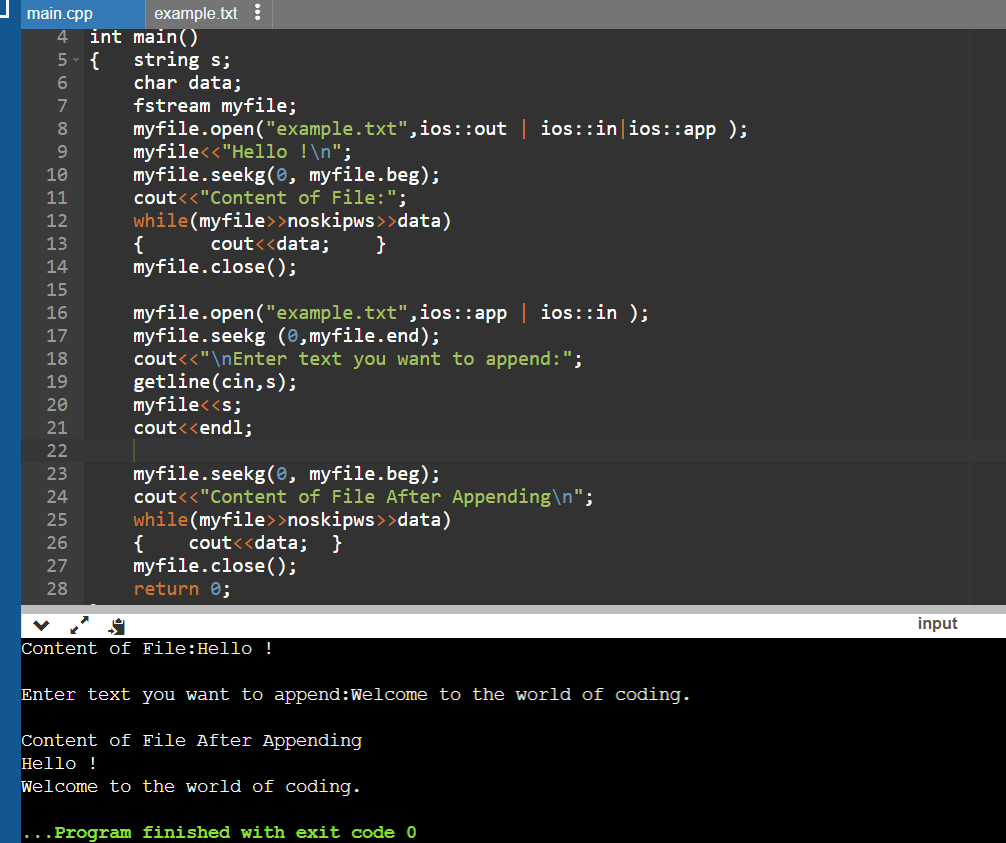 main.cpp example.txt
4 int main()
5 { string s;
6 char data;
7 fstream myfile;
8 myfile.open("example.txt",ios::out | ios::in|ios::app );
9 myfile<<"Hello !\n";
10 myfile.seekg(0, myfile.beg);
11 cout<<"Content of File:";
12 while(myfile>>noskipws>>data)
13 { cout<<data; }
14 myfile.close();
15
16 myfile.open("example.txt",ios::app | ios::in );
17 myfile.seekg (0,myfile.end);
18 cout<<"\nEnter text you want to append:";
19 getline(cin,s);
20 myfile<<s;
21 cout<<endl;
22
23 myfile.seekg(0, myfile.beg);
24 cout<<"Content of File After Appending\n";
25 while(myfile>>noskipws>>data)
26 { cout<<data; }
27 myfile.close();
28 return 0;
input
Content of File:Hello !
Enter text you want to append:Welcome to the world of coding.
Content of File After Appending
Hello !
Welcome to the world of coding.
...Program finished with exit code 0